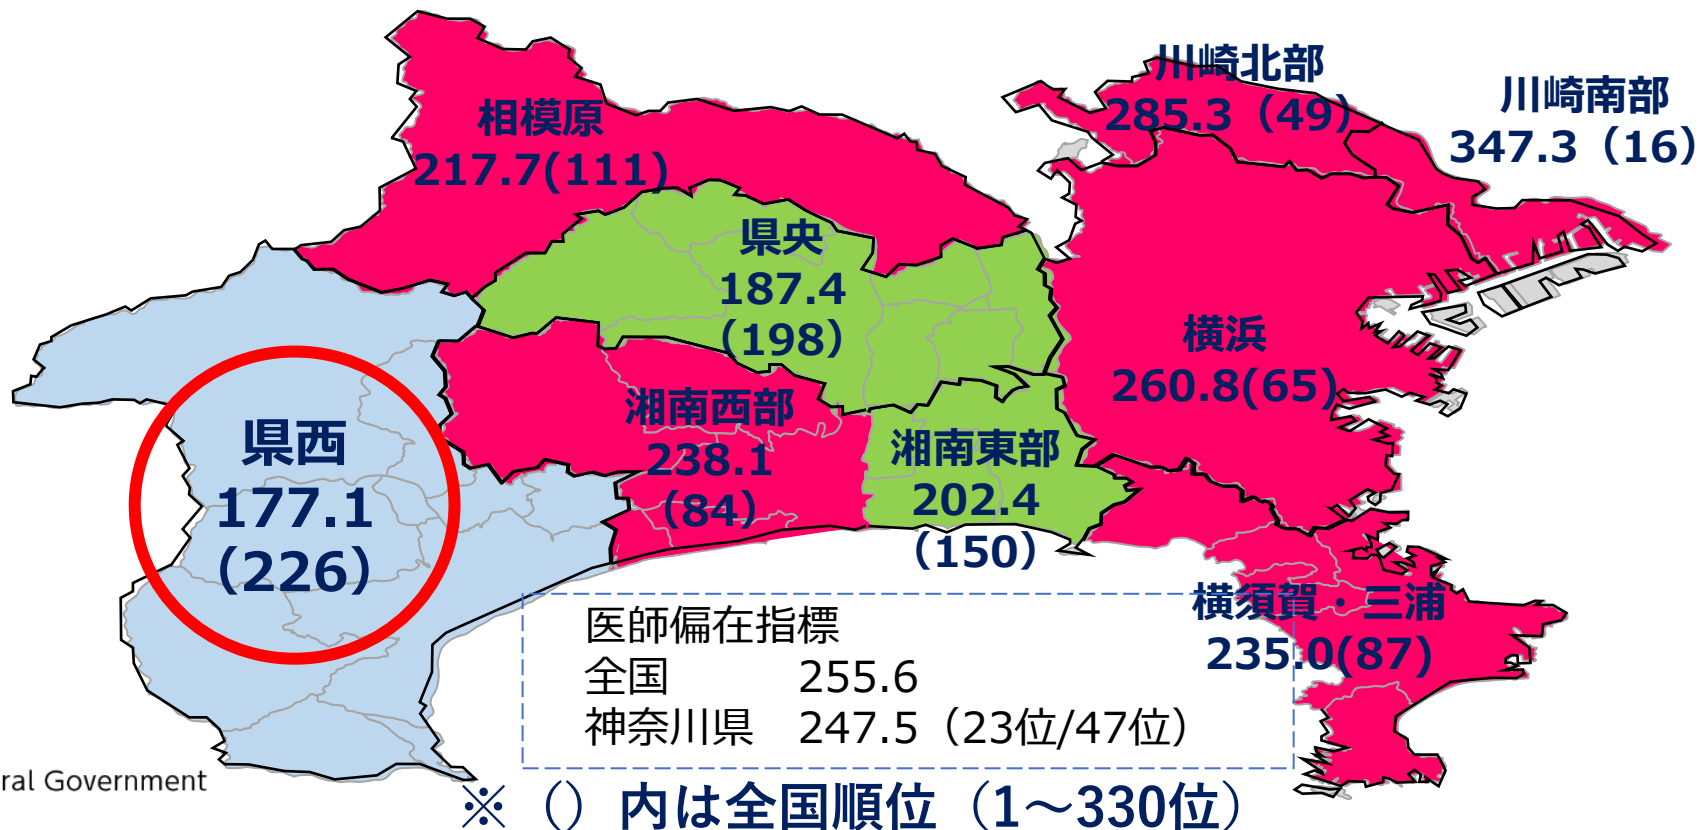 川崎北部
285.3（49）
川崎南部
347.3（16）
相模原
217.7(111)
県央
187.4
（198）
横浜
260.8(65)
湘南西部
238.1
（84）
湘南東部
202.4
（150）
県西
177.1
（226）
横須賀・三浦
235.0(87)
医師偏在指標
全国 255.6
神奈川県 247.5（23位/47位）
ral Government
※（）内は全国順位（1～330位）